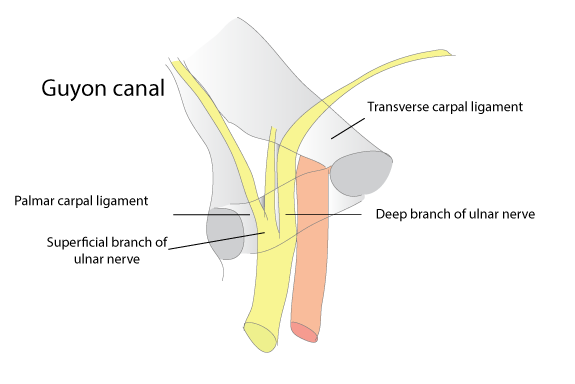 Guyon canal
Transverse carpal ligament
Palmar carpal ligament
Deep branch of ulnar nerve
Superficial branch of
ulnar nerve